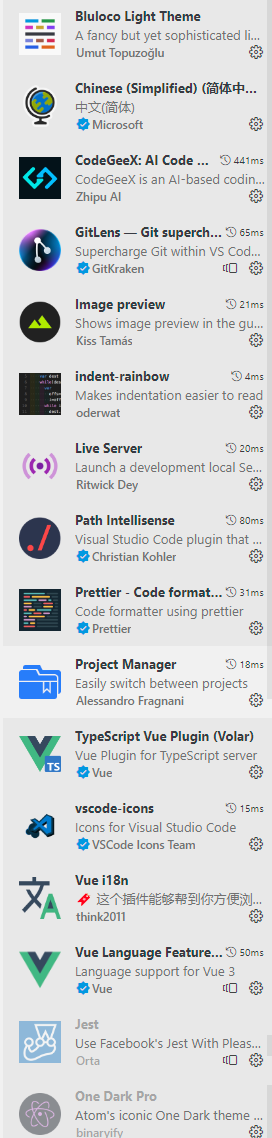 Bluloco Light Theme
A fancy but yet sophisticated li...
Umut Topuzoğlu
Chinese (Simplified) (简体中...
中文(简体)
Microsoft
CodeGeeX: AI Code ... 441ms
CodeGeeX is an AI-based codin...
Zhipu AI
GitLens — Git superch... 65ms
Supercharge Git within VS Cod...
GitKraken
Image preview 21ms
Shows image preview in the gu...
Kiss Tamás
indent-rainbow 4ms
Makes indentation easier to read
oderwat
Live Server 20ms
Launch a development local Se...
Ritwick Dey
Path Intellisense 80ms
Visual Studio Code plugin that ...
Christian Kohler
Prettier - Code format... 31ms
Code formatter using prettier
Prettier
Project Manager 18ms
Easily switch between projects
Alessandro Fragnani
TypeScript Vue Plugin (Volar)
Vue Plugin for TypeScript server
TS
Vue
vscode-icons 15ms
Icons for Visual Studio Code
VSCode Icons Team
Vue i18n
这个插件能够帮到你方便浏...
think2011
Vue Language Feature... 50ms
Language support for Vue 3
Vue
Jest
Use Facebook's Jest With Pleas...
Orta
One Dark Pro
Atom's iconic One Dark theme ...
binaryify